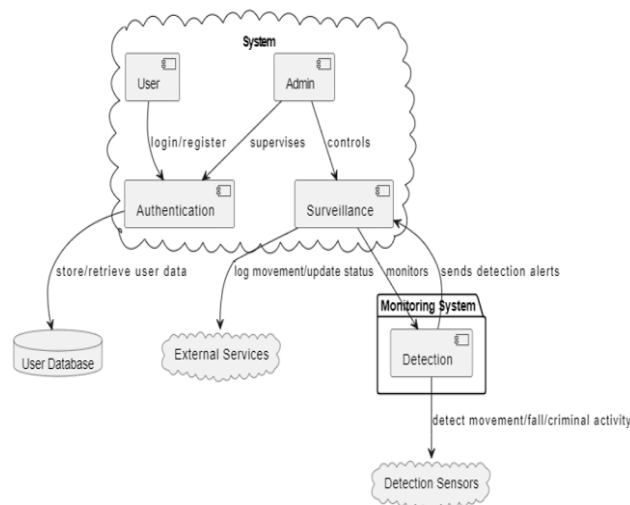 System
User
Admin
login/register
supervises
controls
Authentication
Surveillance
store/retrieve user data
log movement/update status
monitors
sends detection alerts
Monitoring System
User Database
External Services
Detection
detect movement/fall/criminal activity
Detection Sensors